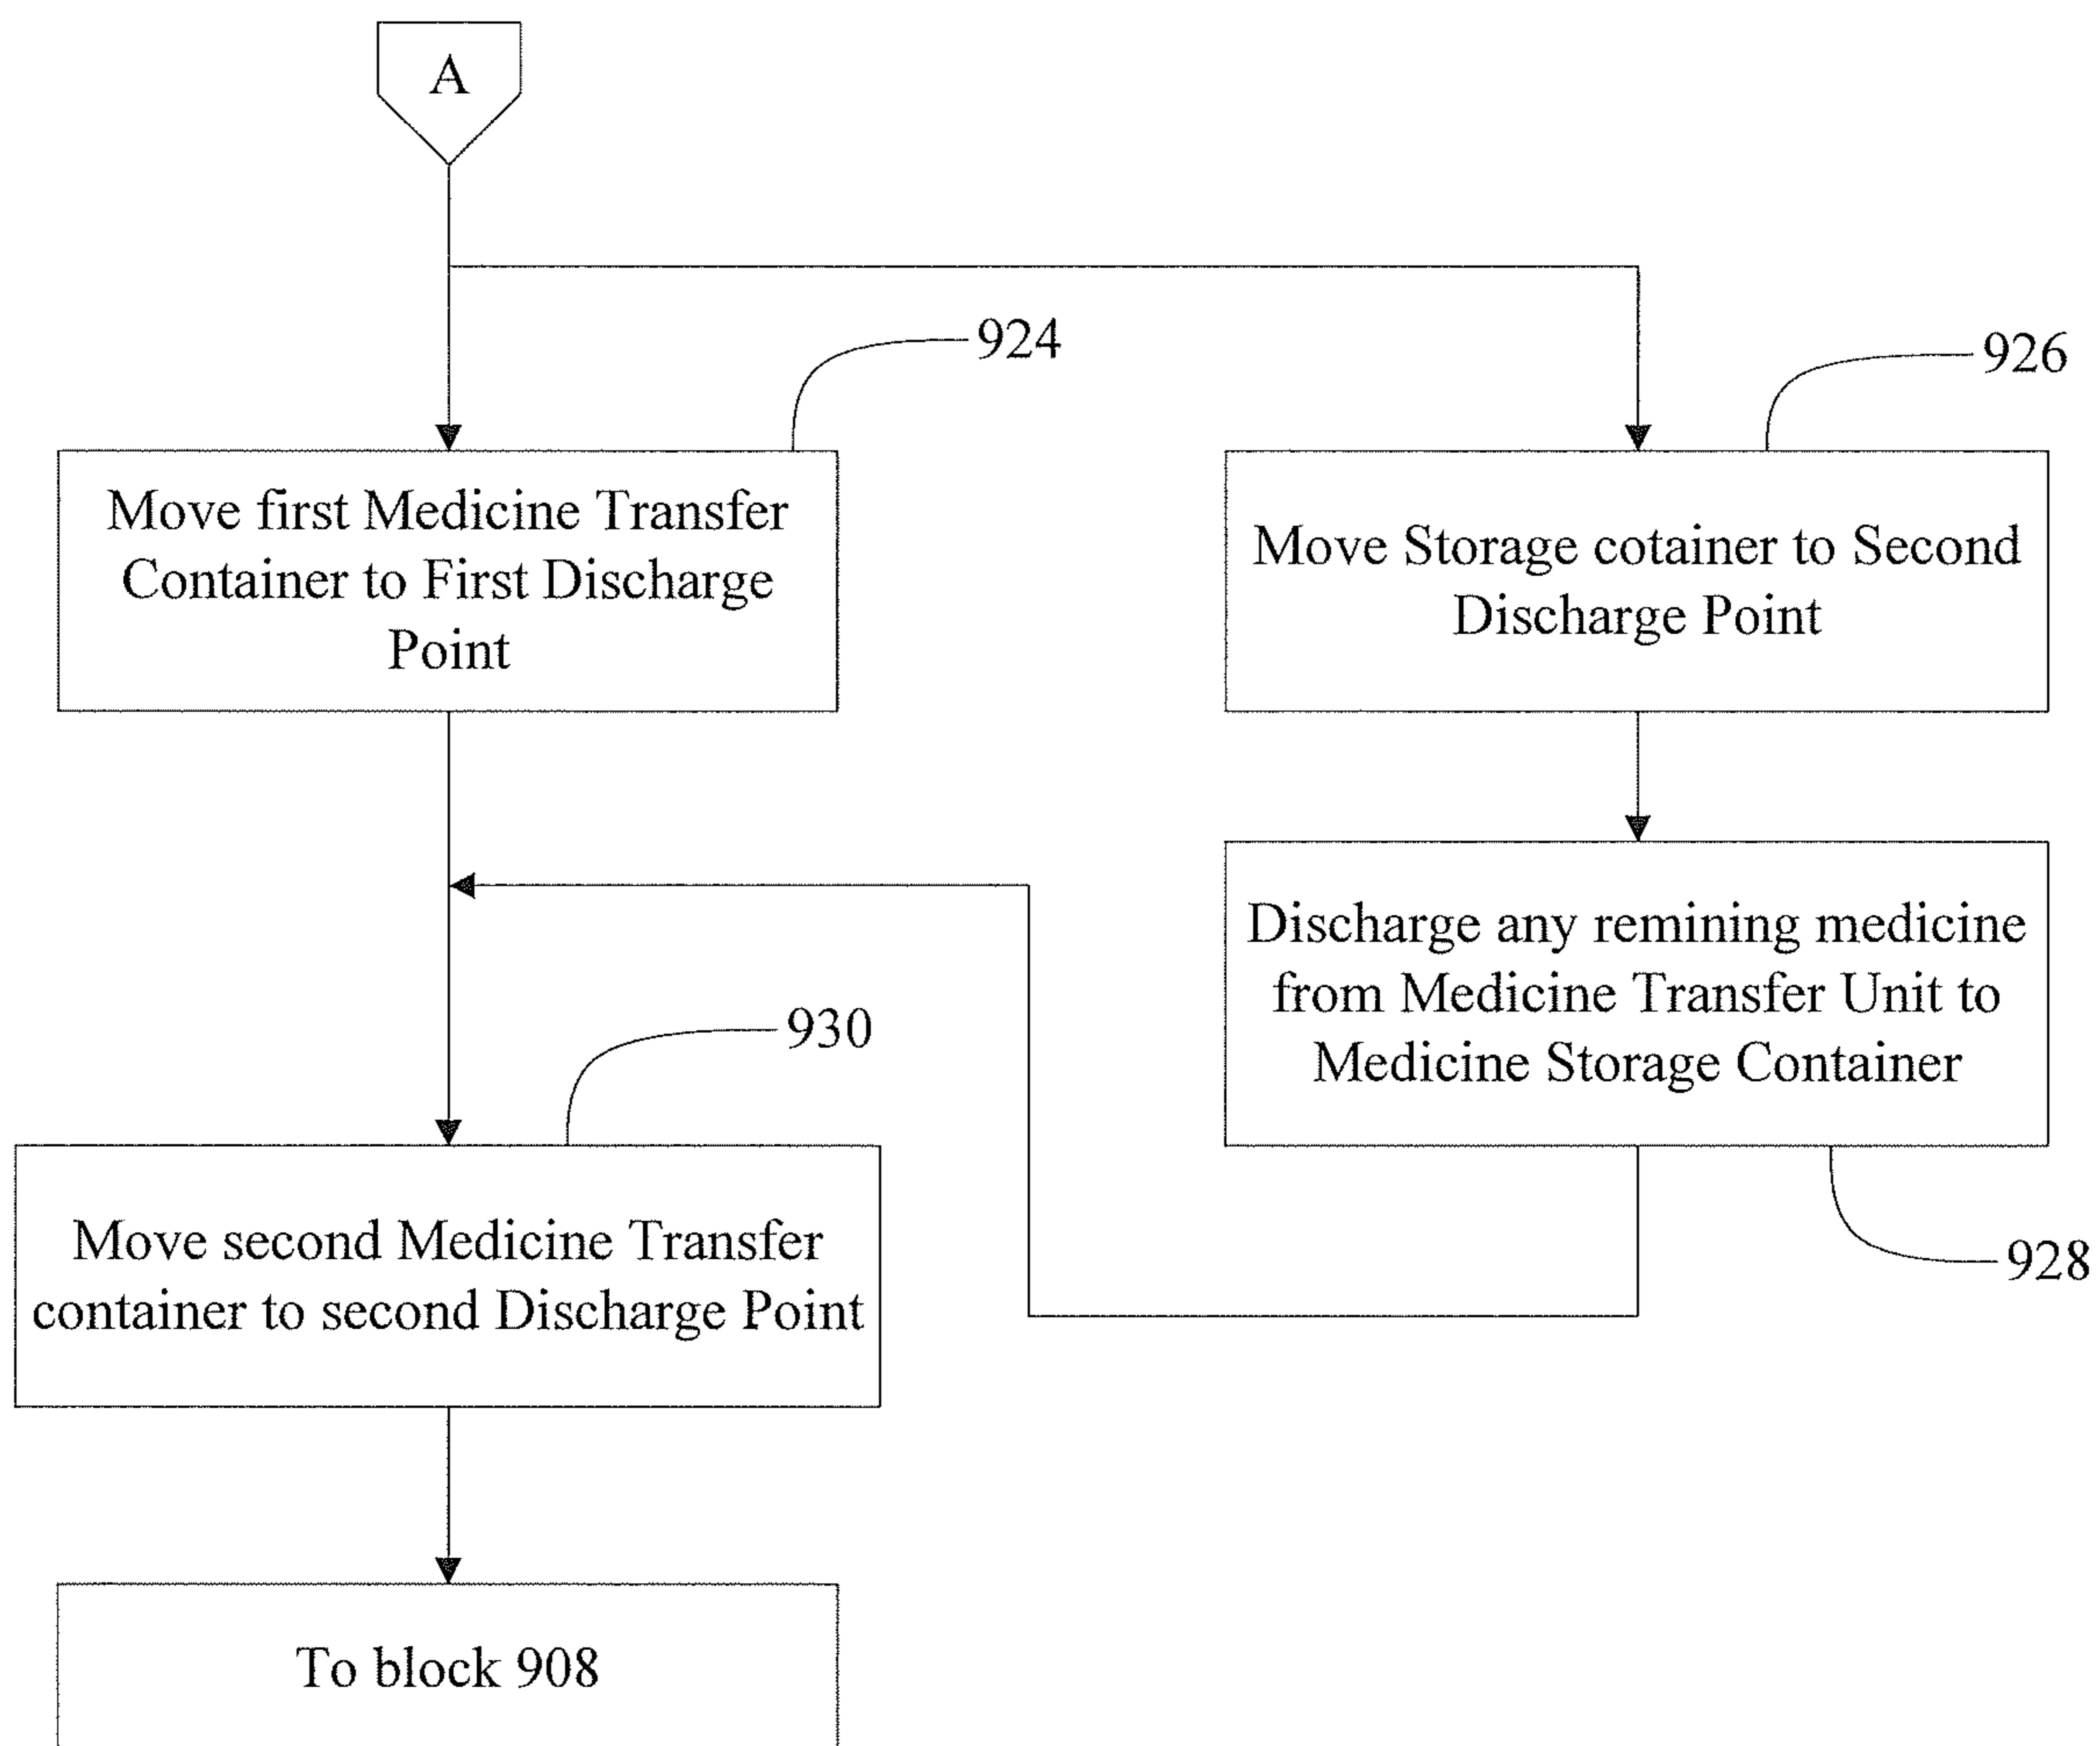 A
924
926
Move first Medicine Transfer
Container to First Discharge
Point
Move Storage cotainer to Second
Discharge Point
Discharge any remining medicine
from Medicine Transfer Unit to
Medicine Storage Container
930
928
Move second Medicine Transfer
container to second Discharge Point
To block 908